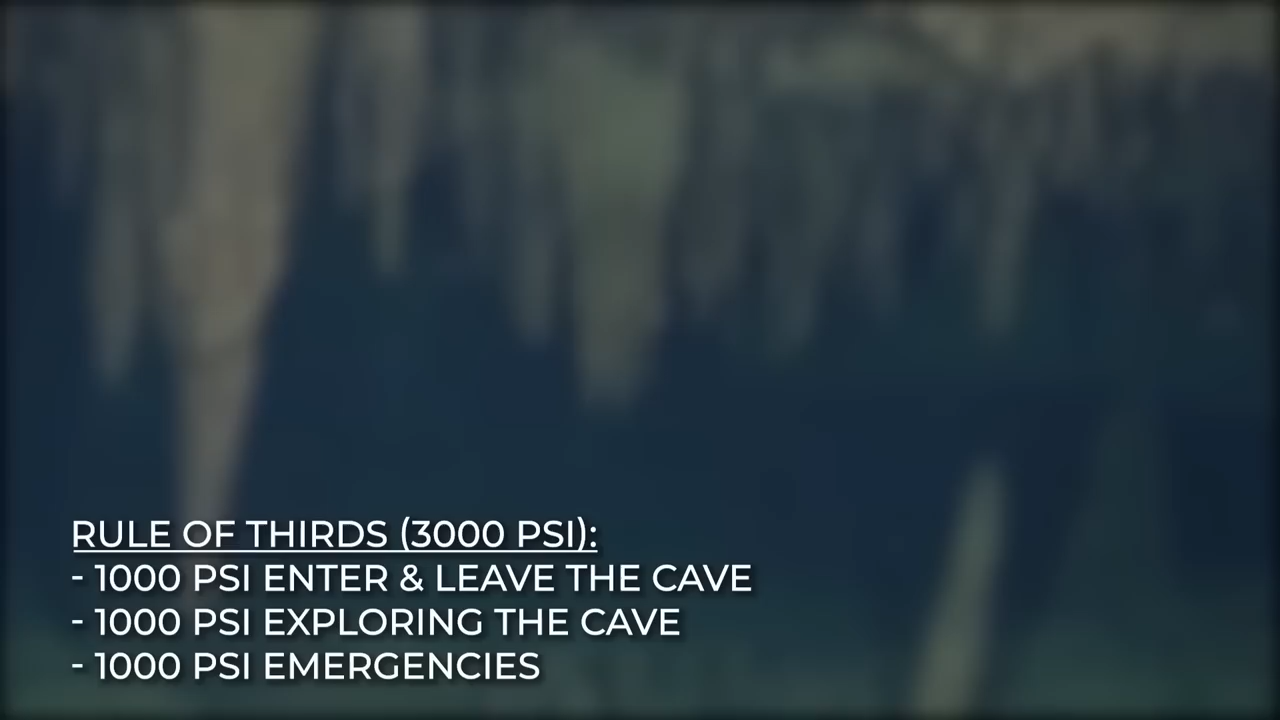 RULE OF THIRDS (3000 PSI):
- 1000 PSI ENTER & LEAVE THE CAVE
- 1000 PSI EXPLORING THE CAVE
- 1000 PSI EMERGENCIES